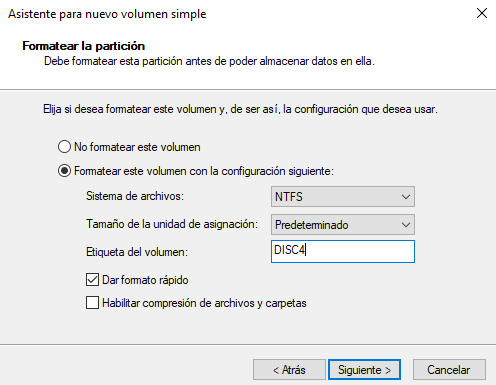 Asistente para nuevo volumen simple
Formatear la partición
Debe formatear esta partición antes de poder almacenar datos en ella.
Elija si desea formatear este volumen y, de ser así, la configuración que desea usar.
No formatear este volumen
Formatear este volumen con la configuración siguiente:
Sistema de archivos: NTFS
Tamaño de la unidad de asignación: Predeterminado
Etiqueta del volumen: DISC4
Dar formato rápido
Habilitar compresión de archivos y carpetas
< Atrás Siguiente > Cancelar